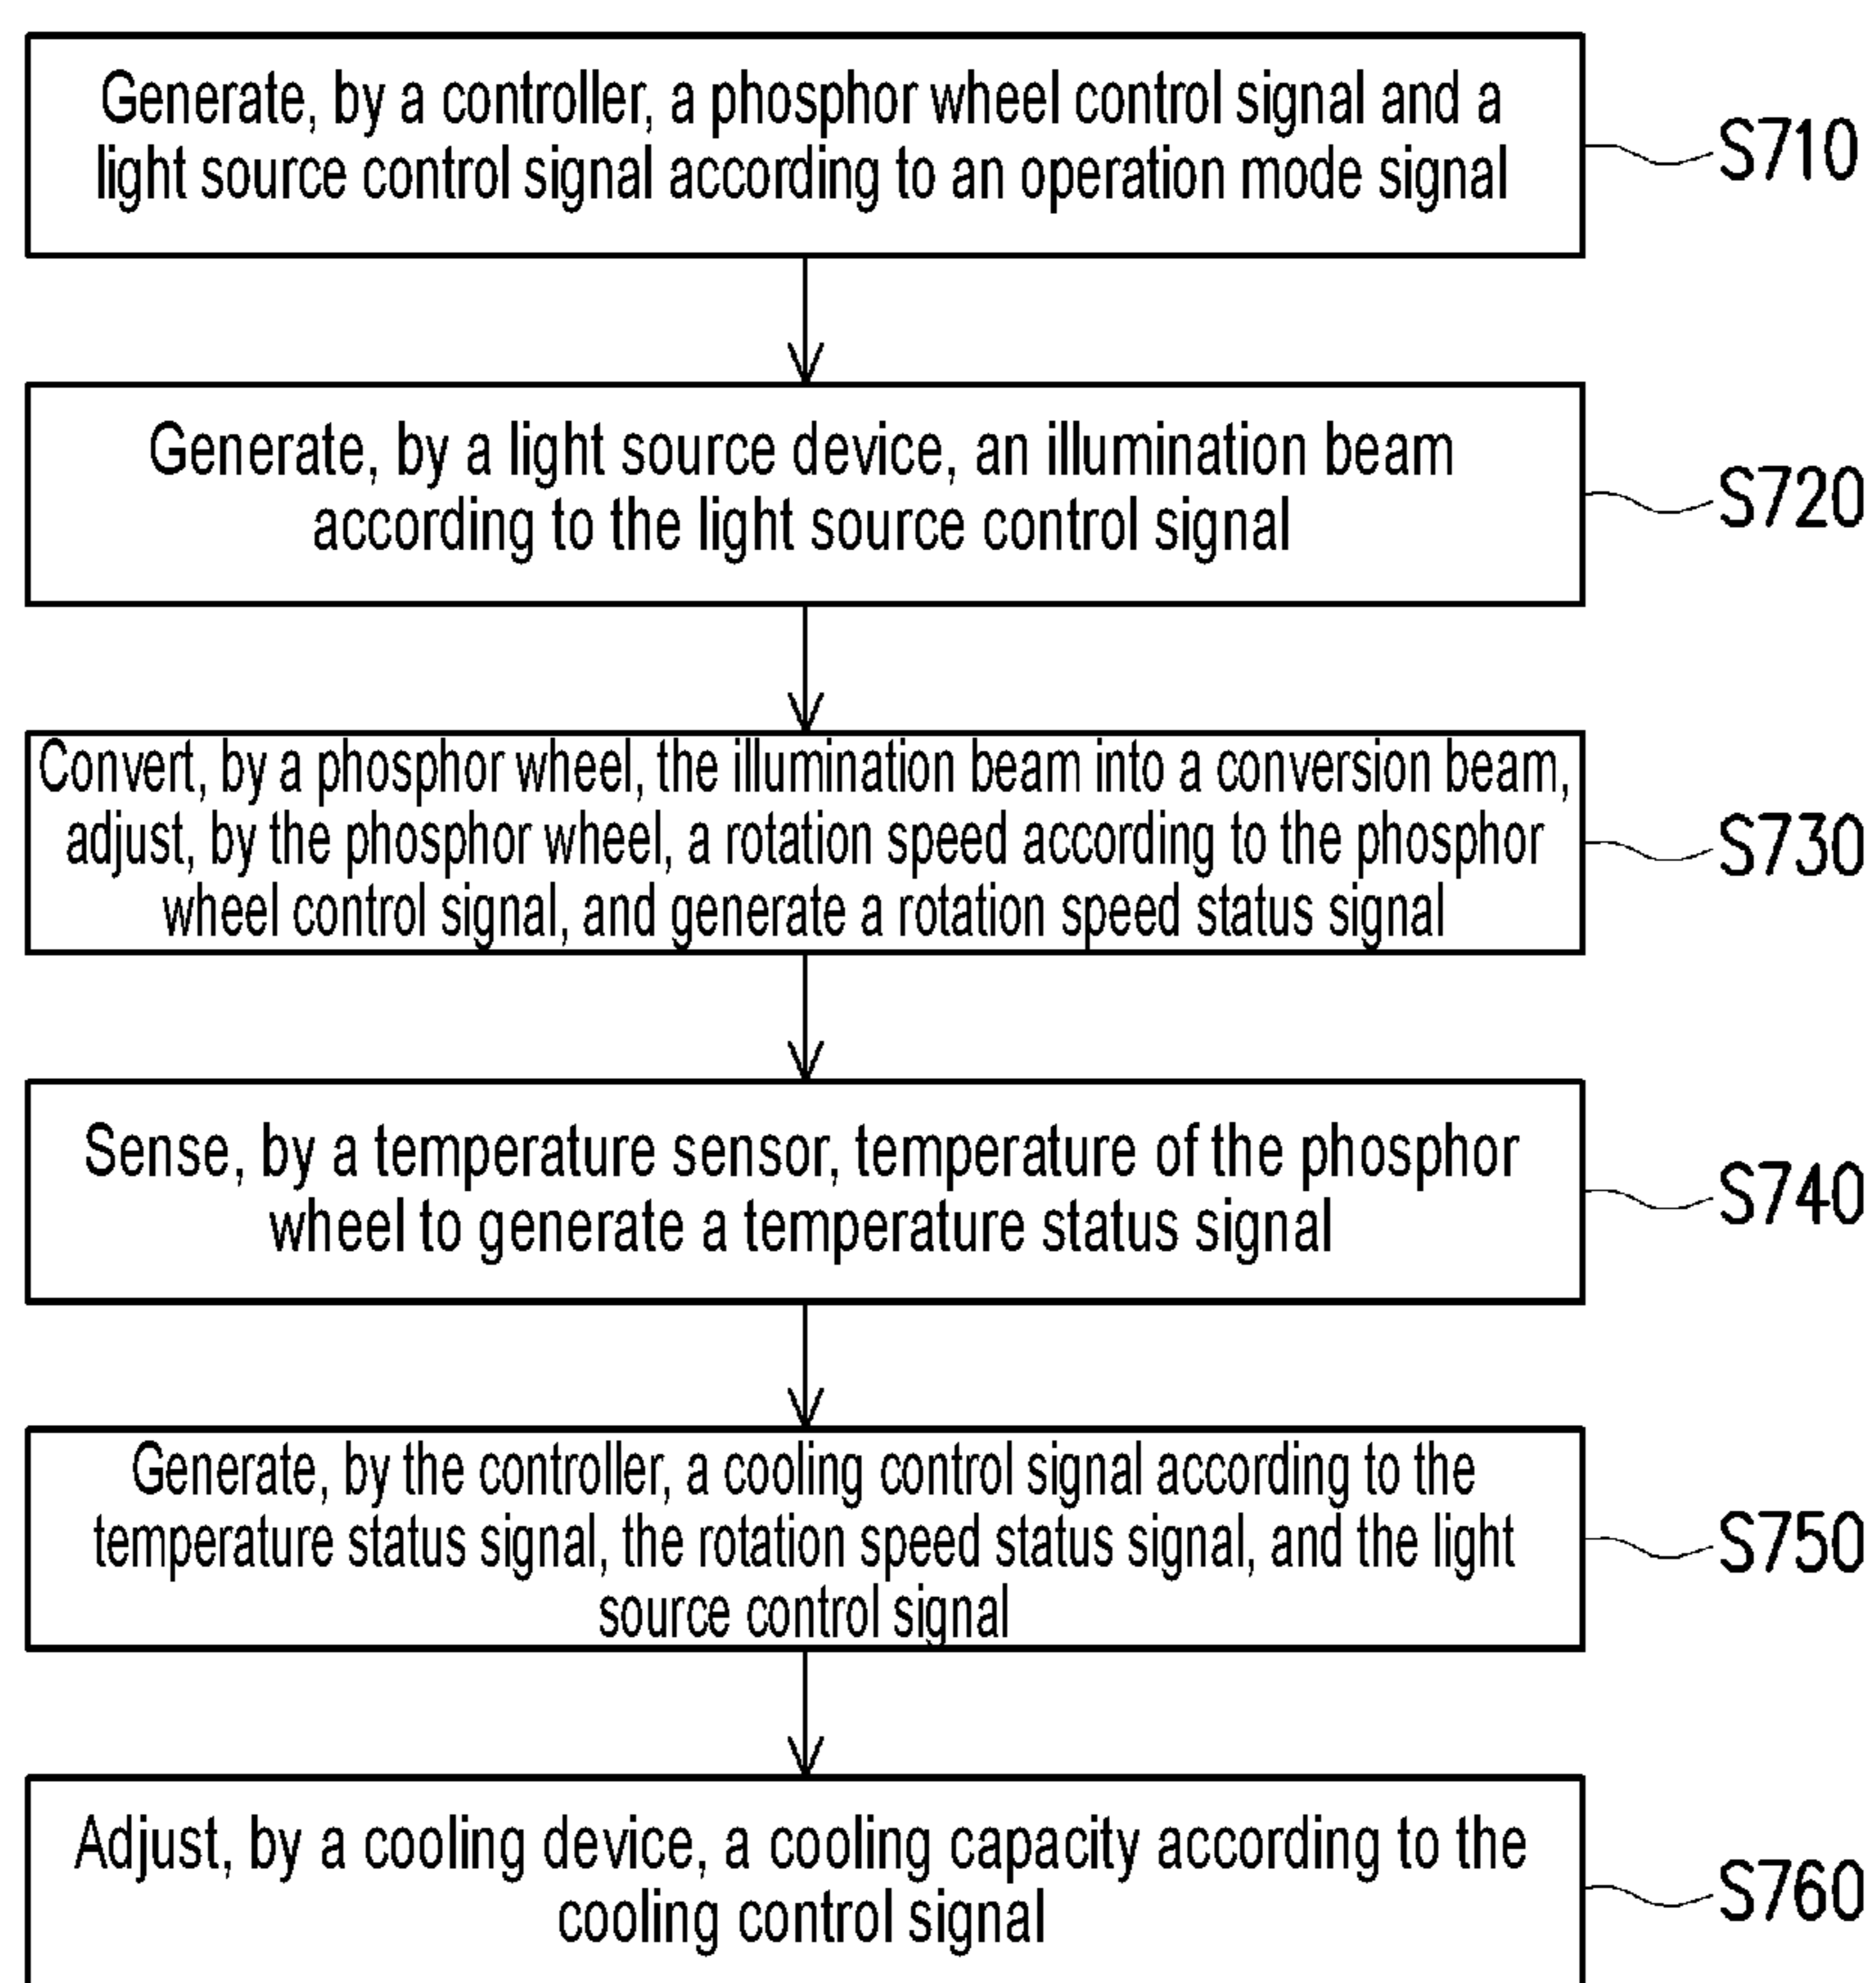 Generate, by a controller, a phosphor wheel control signal and a
light source control signal according to an operation mode signal
S710
Generate, by a light source device, an illumination beam
according to the light source control signal
S720
Convert, by a phosphor wheel, the illumination beam into a conversion beam,
adjust, by the phosphor wheel, a rotation speed according to the phosphor
wheel control signal, and generate a rotation speed status signal
S730
Sense, by a temperature sensor, temperature of the phosphor
wheel to generate a temperature status signal
S740
Generate, by the controller, a cooling control signal according to the
temperature status signal, the rotation speed status signal, and the light
source control signal
S750
Adjust, by a cooling device, a cooling capacity according to the
cooling control signal
S760